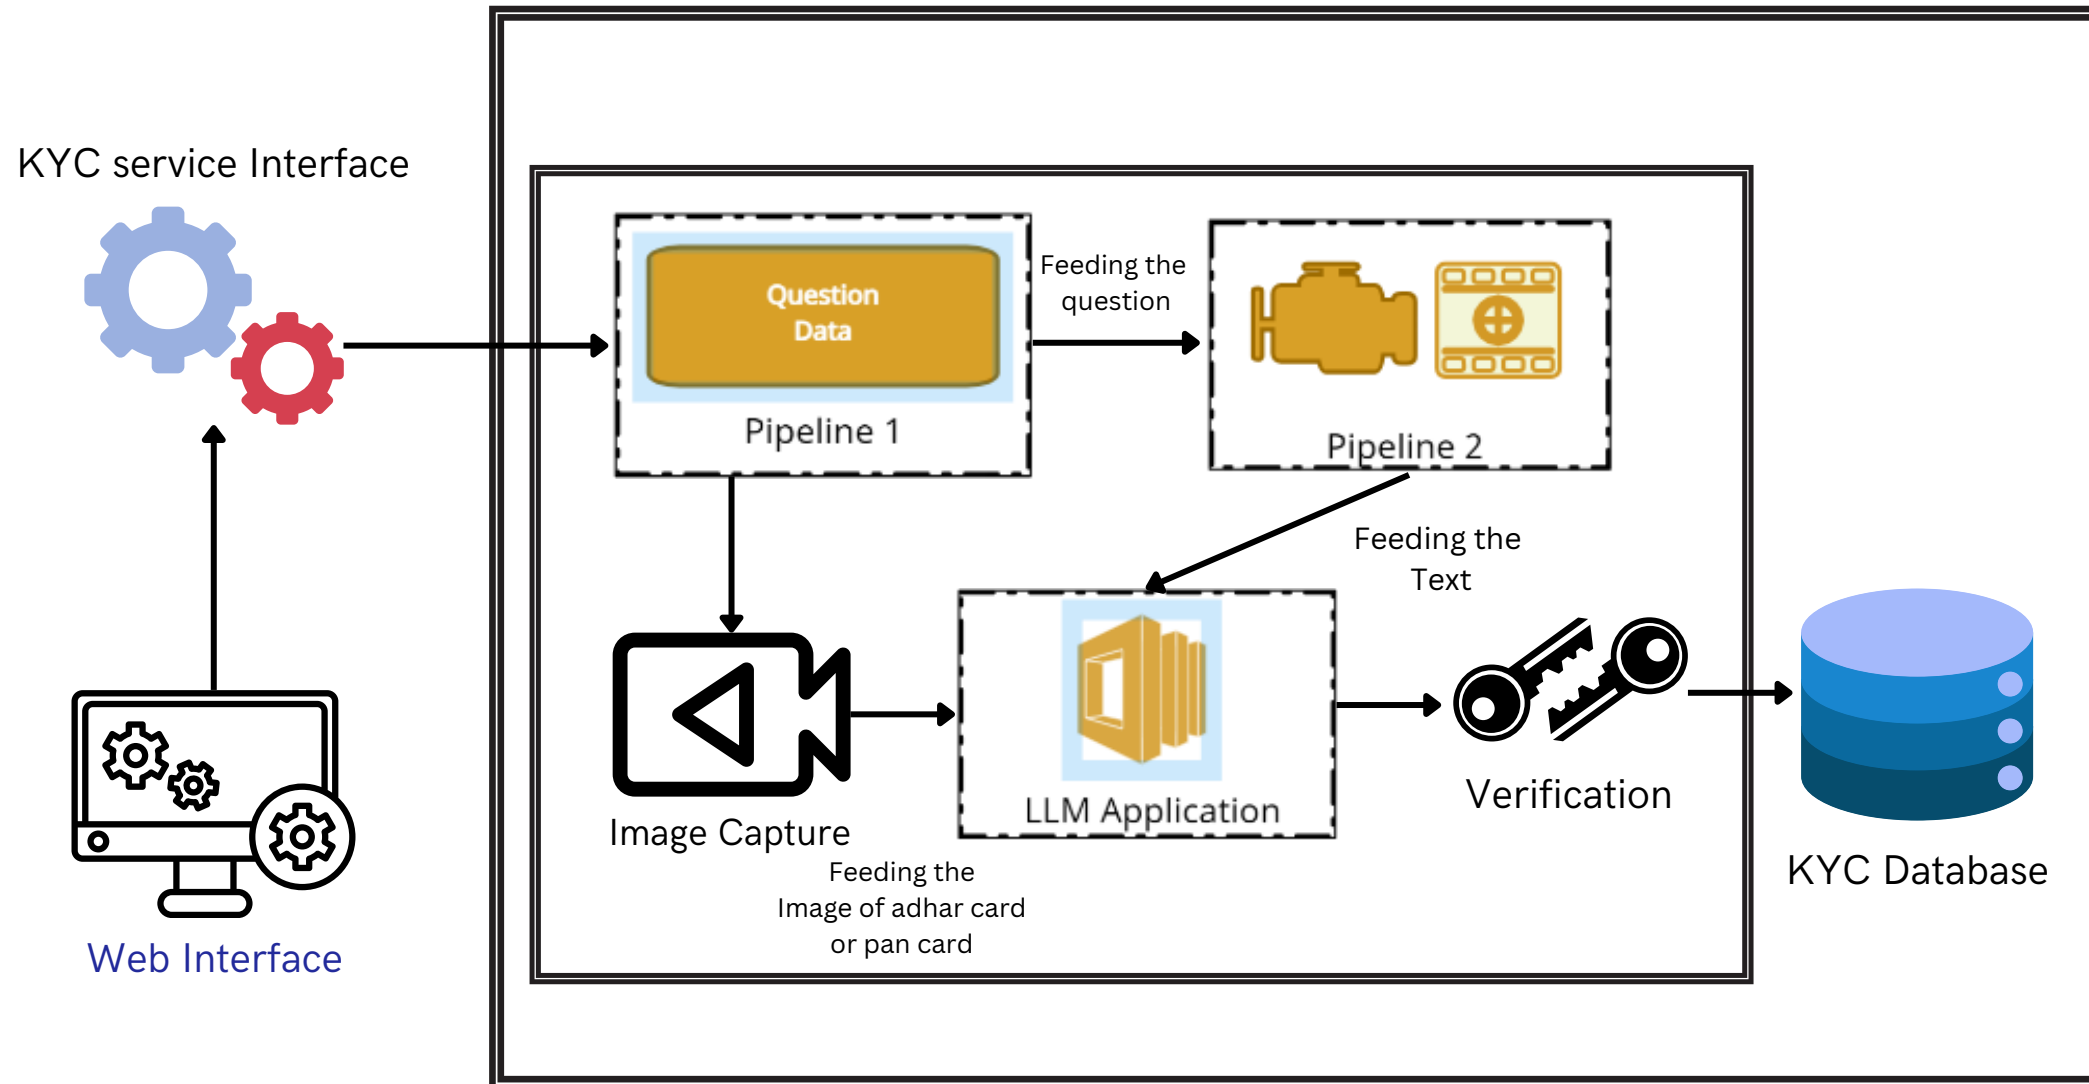 KYC service Interface
Question
Data
Pipeline 1
Feeding the
question
Pipeline 2
Feeding the
Text
Image Capture
Feeding the
Image of adhar card
or pan card
LLM Application
Verification
KYC Database
Web Interface